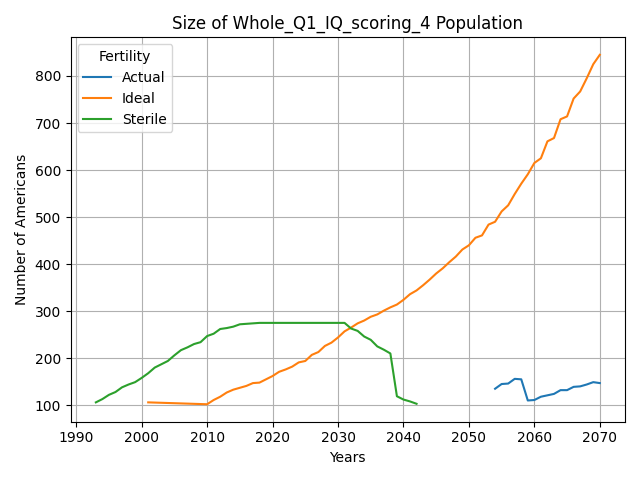 Size of Whole_Q1_IQ_scoring_4 Population
Fertility
Actual
Ideal
Sterile
Number of Americans
800
700
600
500
400
300
200
100
1990 2000 2010 2020 2030 2040 2050 2060 2070
Years